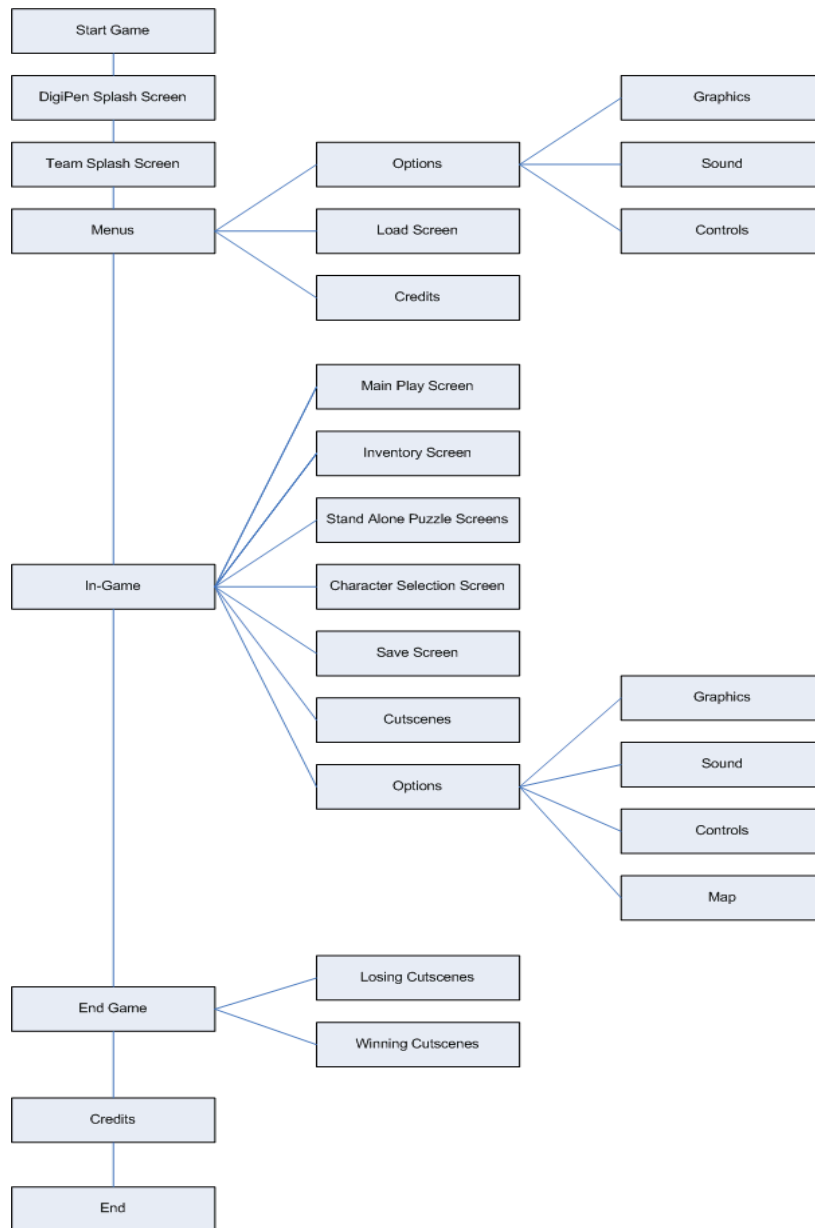 Start Game
DigiPen Splash Screen
Graphics
Team Splash Screen
Options
Sound
Menus
Load Screen
Controls
Credits
Main Play Screen
Inventory Screen
Stand Alone Puzzle Screens
In-Game
Character Selection Screen
Save Screen
Graphics
Cutscenes
Sound
Options
Controls
Map
Losing Cutscenes
End Game
Winning Cutscenes
Credits
End